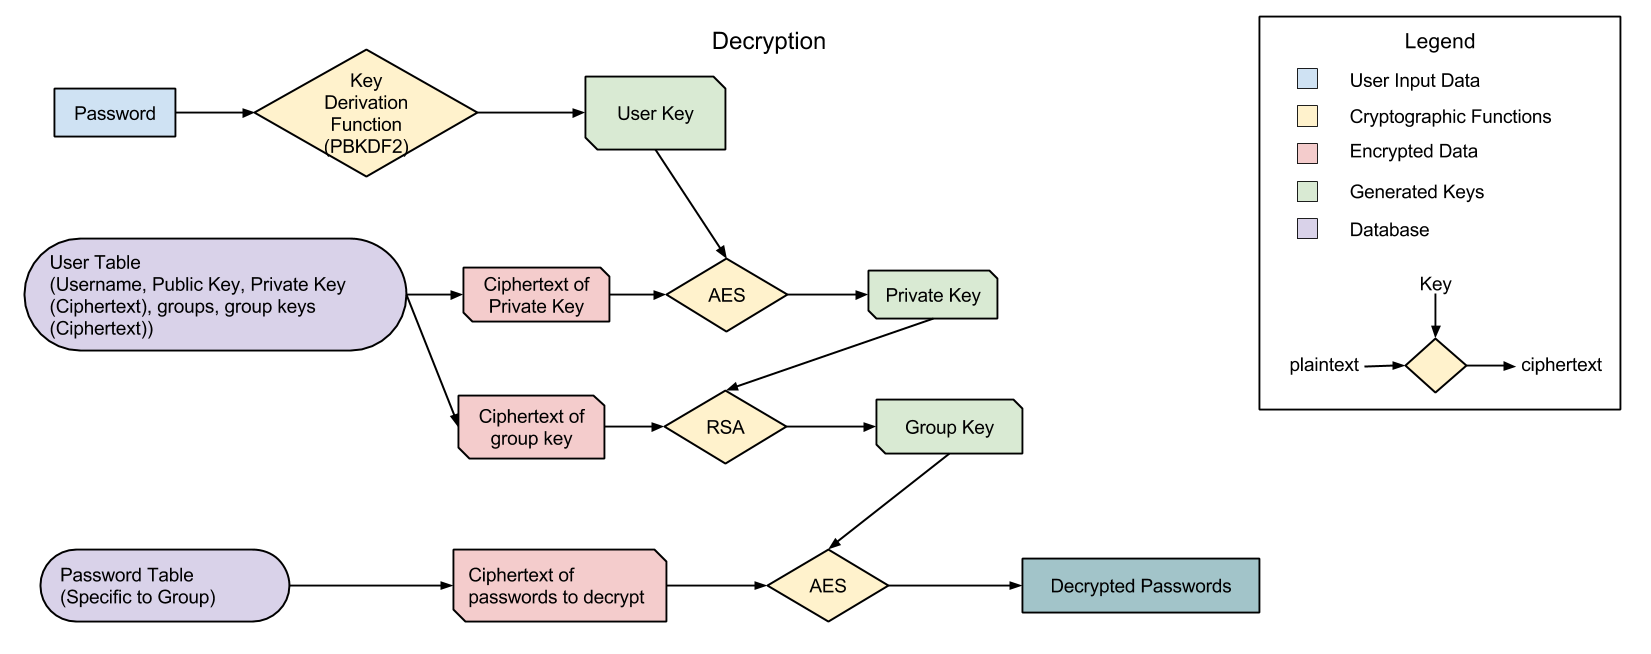 Decryption
Password
Key
Derivation
Function
(PBKDF2)
User Key
User Table
(Username, Public Key, Private Key
(Ciphertext), groups, group keys
(Ciphertext))
Ciphertext of
Private Key
AES
Private Key
Ciphertext of
group key
RSA
Group Key
Password Table
(Specific to Group)
Ciphertext of
passwords to decrypt
AES
Decrypted Passwords
Legend
User Input Data
Cryptographic Functions
Encrypted Data
Generated Keys
Database
Key
plaintext
ciphertext